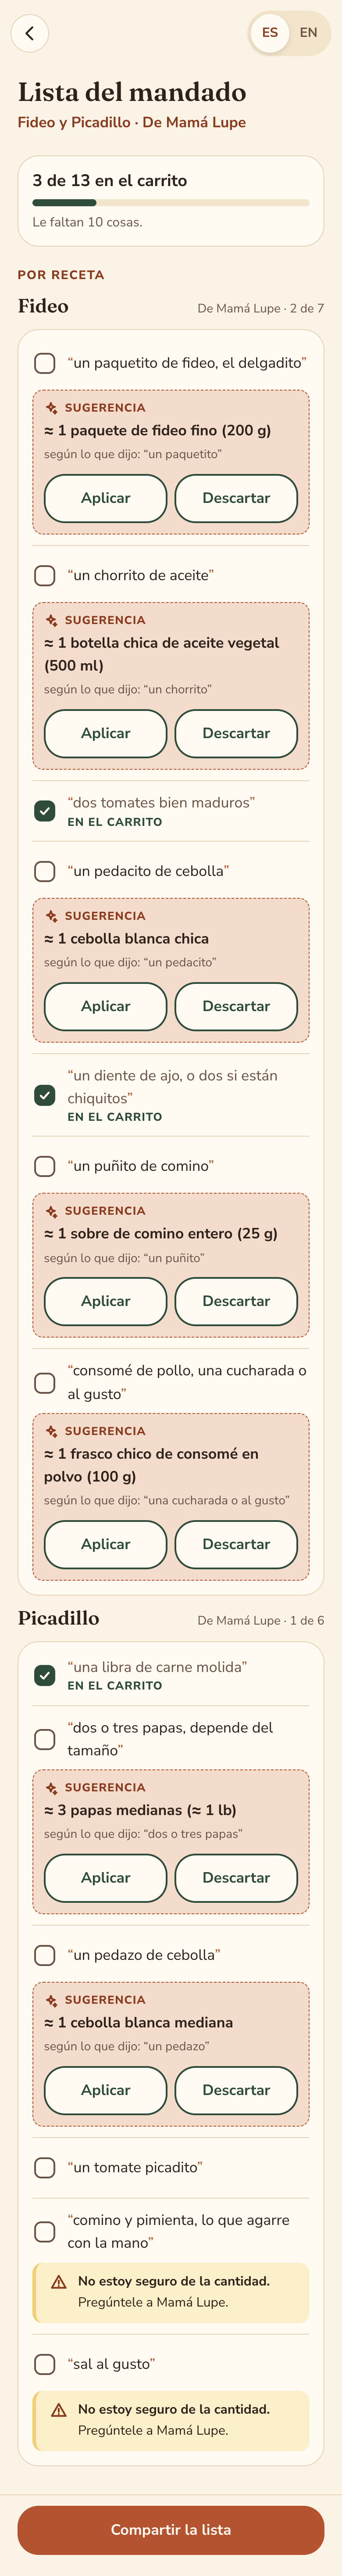 ES EN
Lista del mandado
Fideo y Picadillo · De Mamá Lupe
3 de 13 en el carrito
Le faltan 10 cosas.
POR RECETA
Fideo De Mamá Lupe · 2 de 7
“un paquetito de fideo, el delgadito”
SUGERENCIA
≈ 1 paquete de fideo fino (200 g)
según lo que dijo: “un paquetito”
Aplicar Descartar
“un chorrito de aceite”
SUGERENCIA
≈ 1 botella chica de aceite vegetal
(500 ml)
según lo que dijo: “un chorrito”
Aplicar Descartar
“dos tomates bien maduros”
EN EL CARRITO
“un pedacito de cebolla”
SUGERENCIA
≈ 1 cebolla blanca chica
según lo que dijo: “un pedacito”
Aplicar Descartar
“un diente de ajo, o dos si están
chiquitos”
EN EL CARRITO
“un puñito de comino”
SUGERENCIA
≈ 1 sobre de comino entero (25 g)
según lo que dijo: “un puñito”
Aplicar Descartar
“consomé de pollo, una cucharada o
al gusto”
SUGERENCIA
≈ 1 frasco chico de consomé en
polvo (100 g)
según lo que dijo: “una cucharada o al gusto”
Aplicar Descartar
Picadillo De Mamá Lupe · 1 de 6
“una libra de carne molida”
EN EL CARRITO
“dos o tres papas, depende del
tamaño”
SUGERENCIA
≈ 3 papas medianas (≈ 1 lb)
según lo que dijo: “dos o tres papas”
Aplicar Descartar
“un pedazo de cebolla”
SUGERENCIA
≈ 1 cebolla blanca mediana
según lo que dijo: “un pedazo”
Aplicar Descartar
“un tomate picadito”
“comino y pimienta, lo que agarre
con la mano”
No estoy seguro de la cantidad.
Pregúntele a Mamá Lupe.
“sal al gusto”
No estoy seguro de la cantidad.
Pregúntele a Mamá Lupe.
Compartir la lista